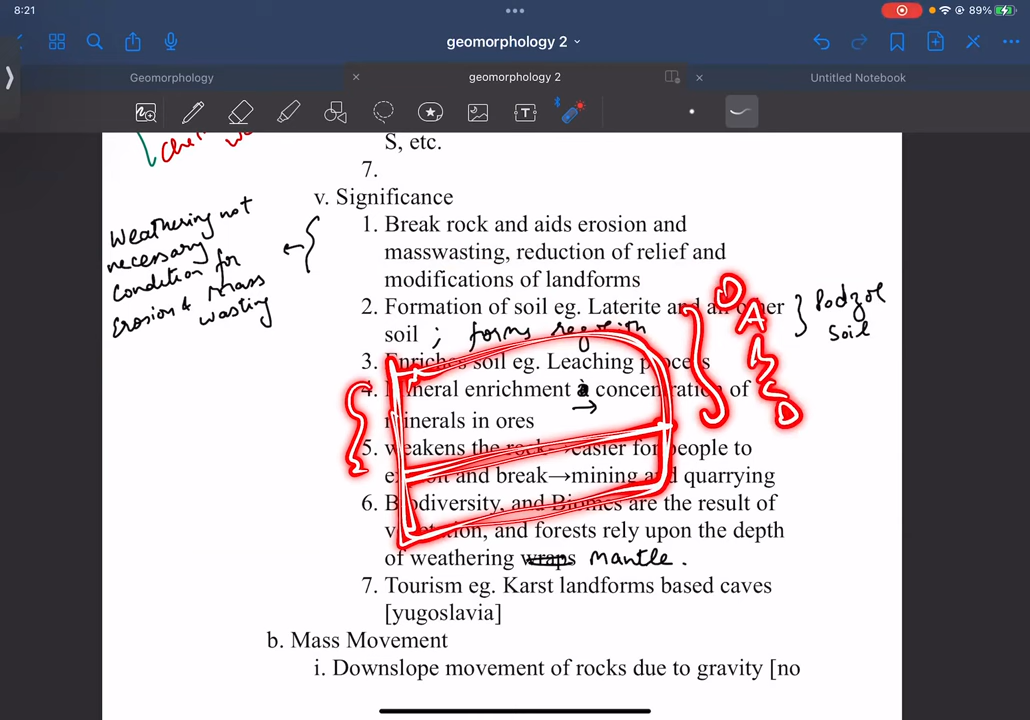 8:21
89%
geomorphology 2
Geomorphology
geomorphology 2
Untitled Notebook
S, etc.
7.
v. Significance
Weathering not
necessary
condition for
Erosion & Mass
wasting
1. Break rock and aids erosion and
masswasting, reduction of relief and
modifications of landforms
2. Formation of soil eg. Laterite and all other
soil ; forms regolith
Podzol
Soil
3. Enriches soil eg. Leaching process
4. Mineral enrichment à concentration of
minerals in ores
5. weakens the rock→easier for people to
exploit and break→mining and quarrying
6. Biodiversity, and Biomes are the result of
vegetation, and forests rely upon the depth
of weathering wraps Mantle.
7. Tourism eg. Karst landforms based caves
[yugoslavia]
b. Mass Movement
i. Downslope movement of rocks due to gravity [no